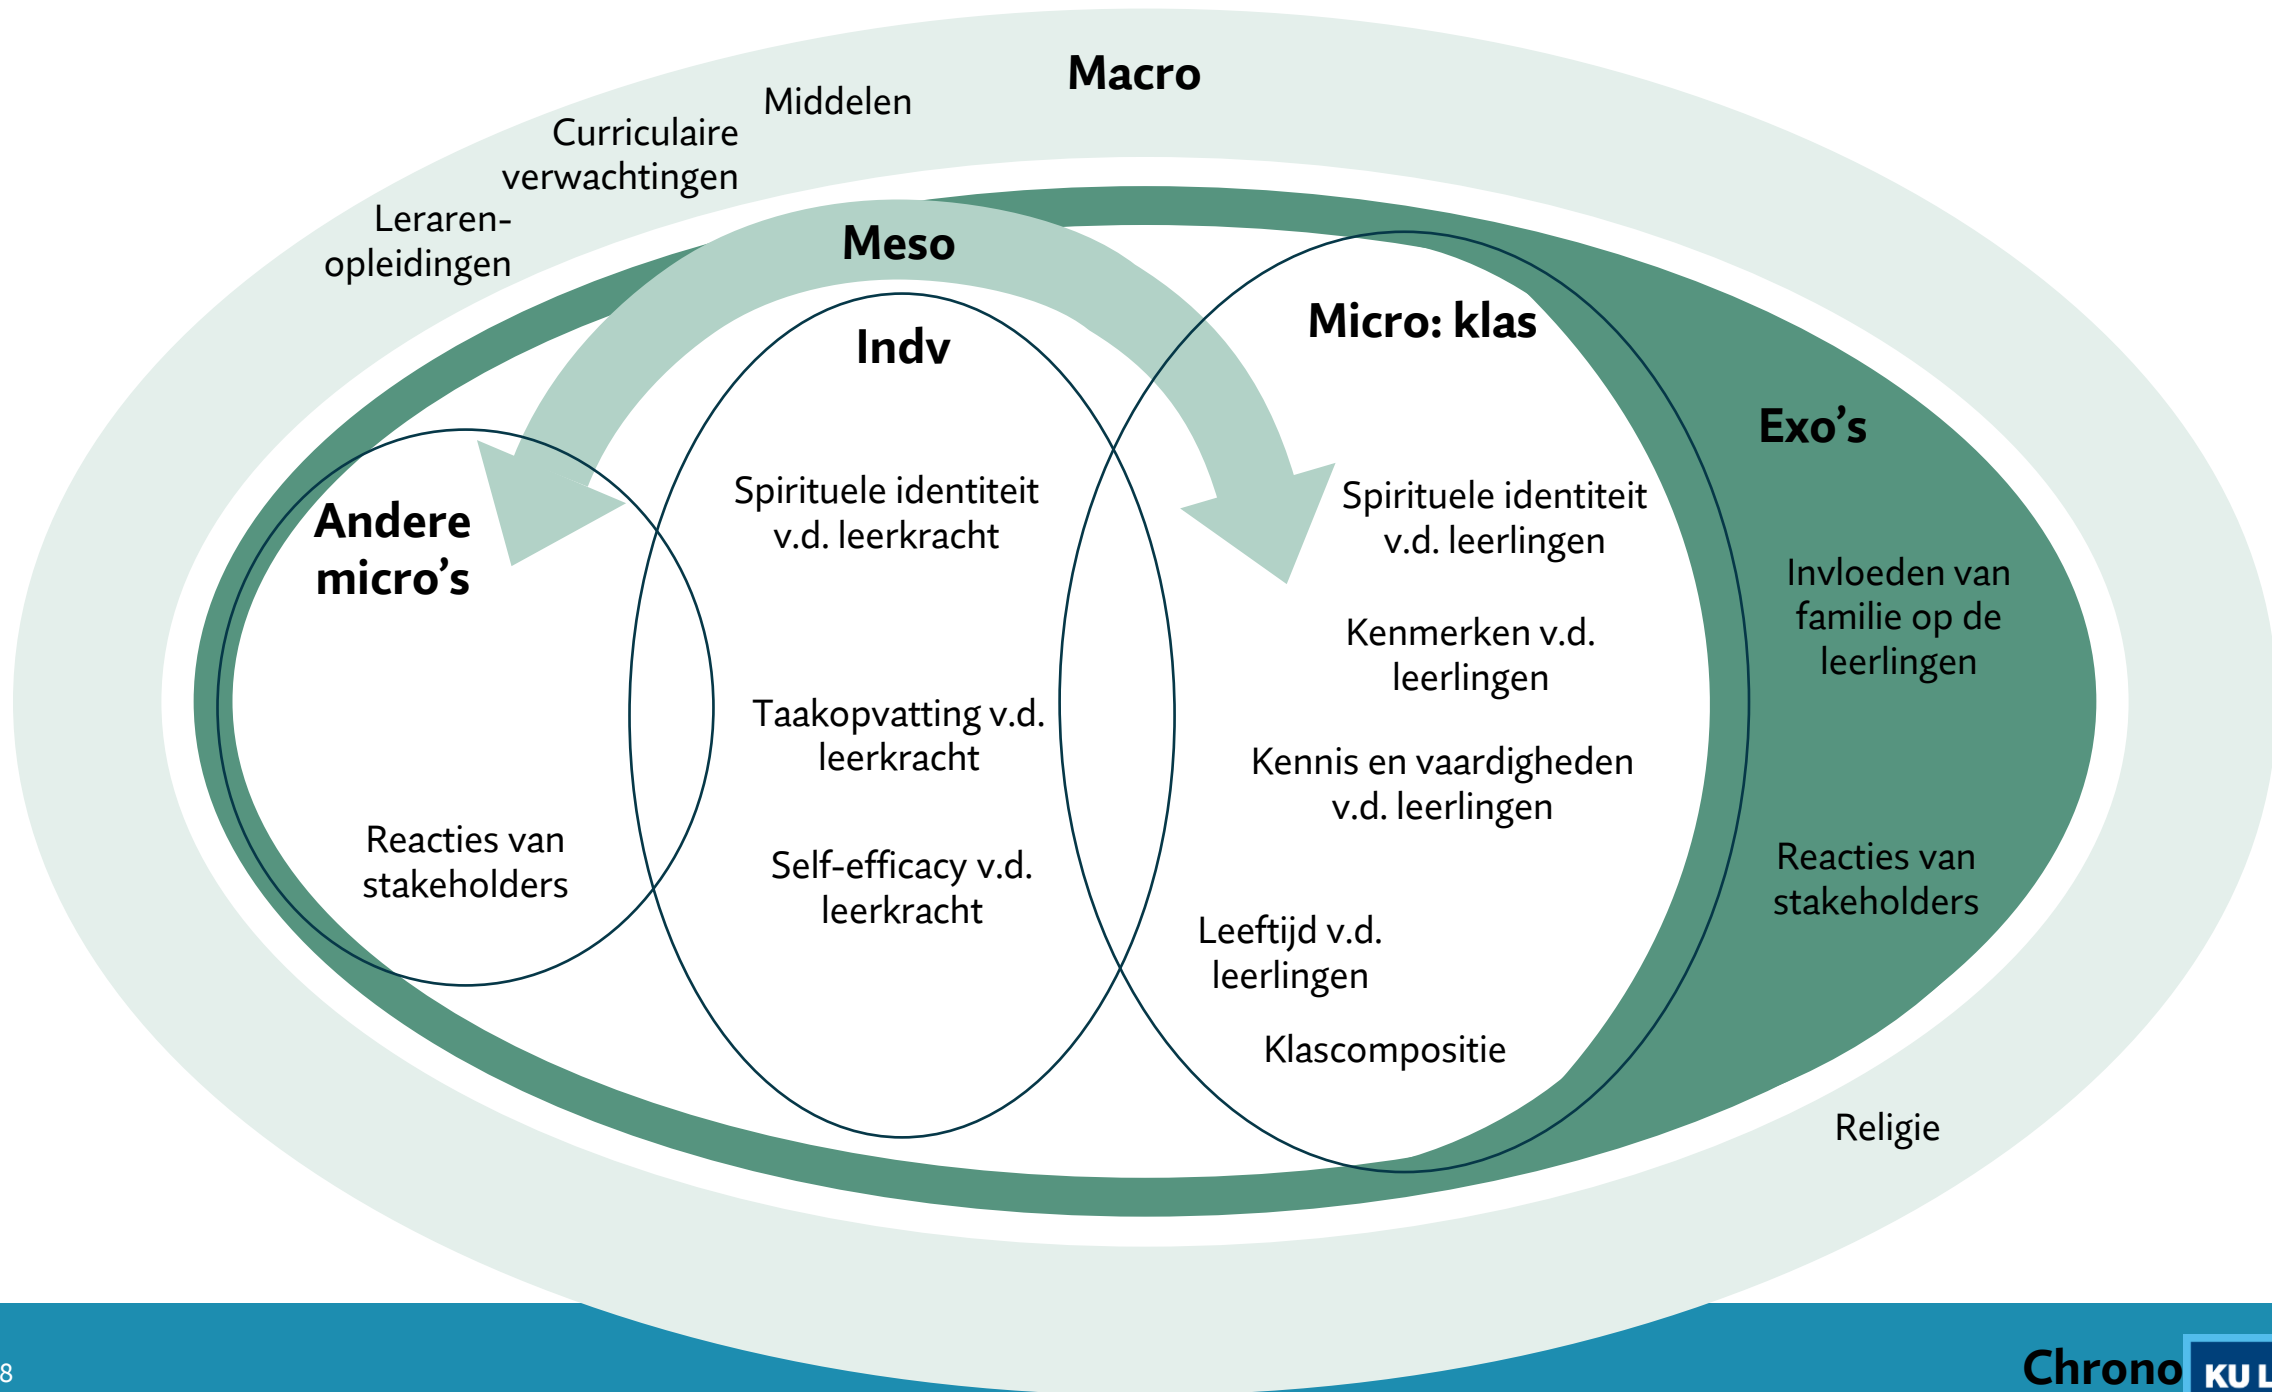 Macro
Middelen
Curriculaire
verwachtingen
Leraren-
opleidingen
Meso
Indv
Micro: klas
Exo's
Andere
micro's
Spirituele identiteit
v.d. leerkracht
Spirituele identiteit
v.d. leerlingen
Invloeden van
familie op de
leerlingen
Kenmerken v.d.
leerlingen
Taakopvatting v.d.
leerkracht
Kennis en vaardigheden
v.d. leerlingen
Reacties van
stakeholders
Self-efficacy v.d.
leerkracht
Reacties van
stakeholders
Leeftijd v.d.
leerlingen
Klascompositie
Religie
8
Chrono
KU L